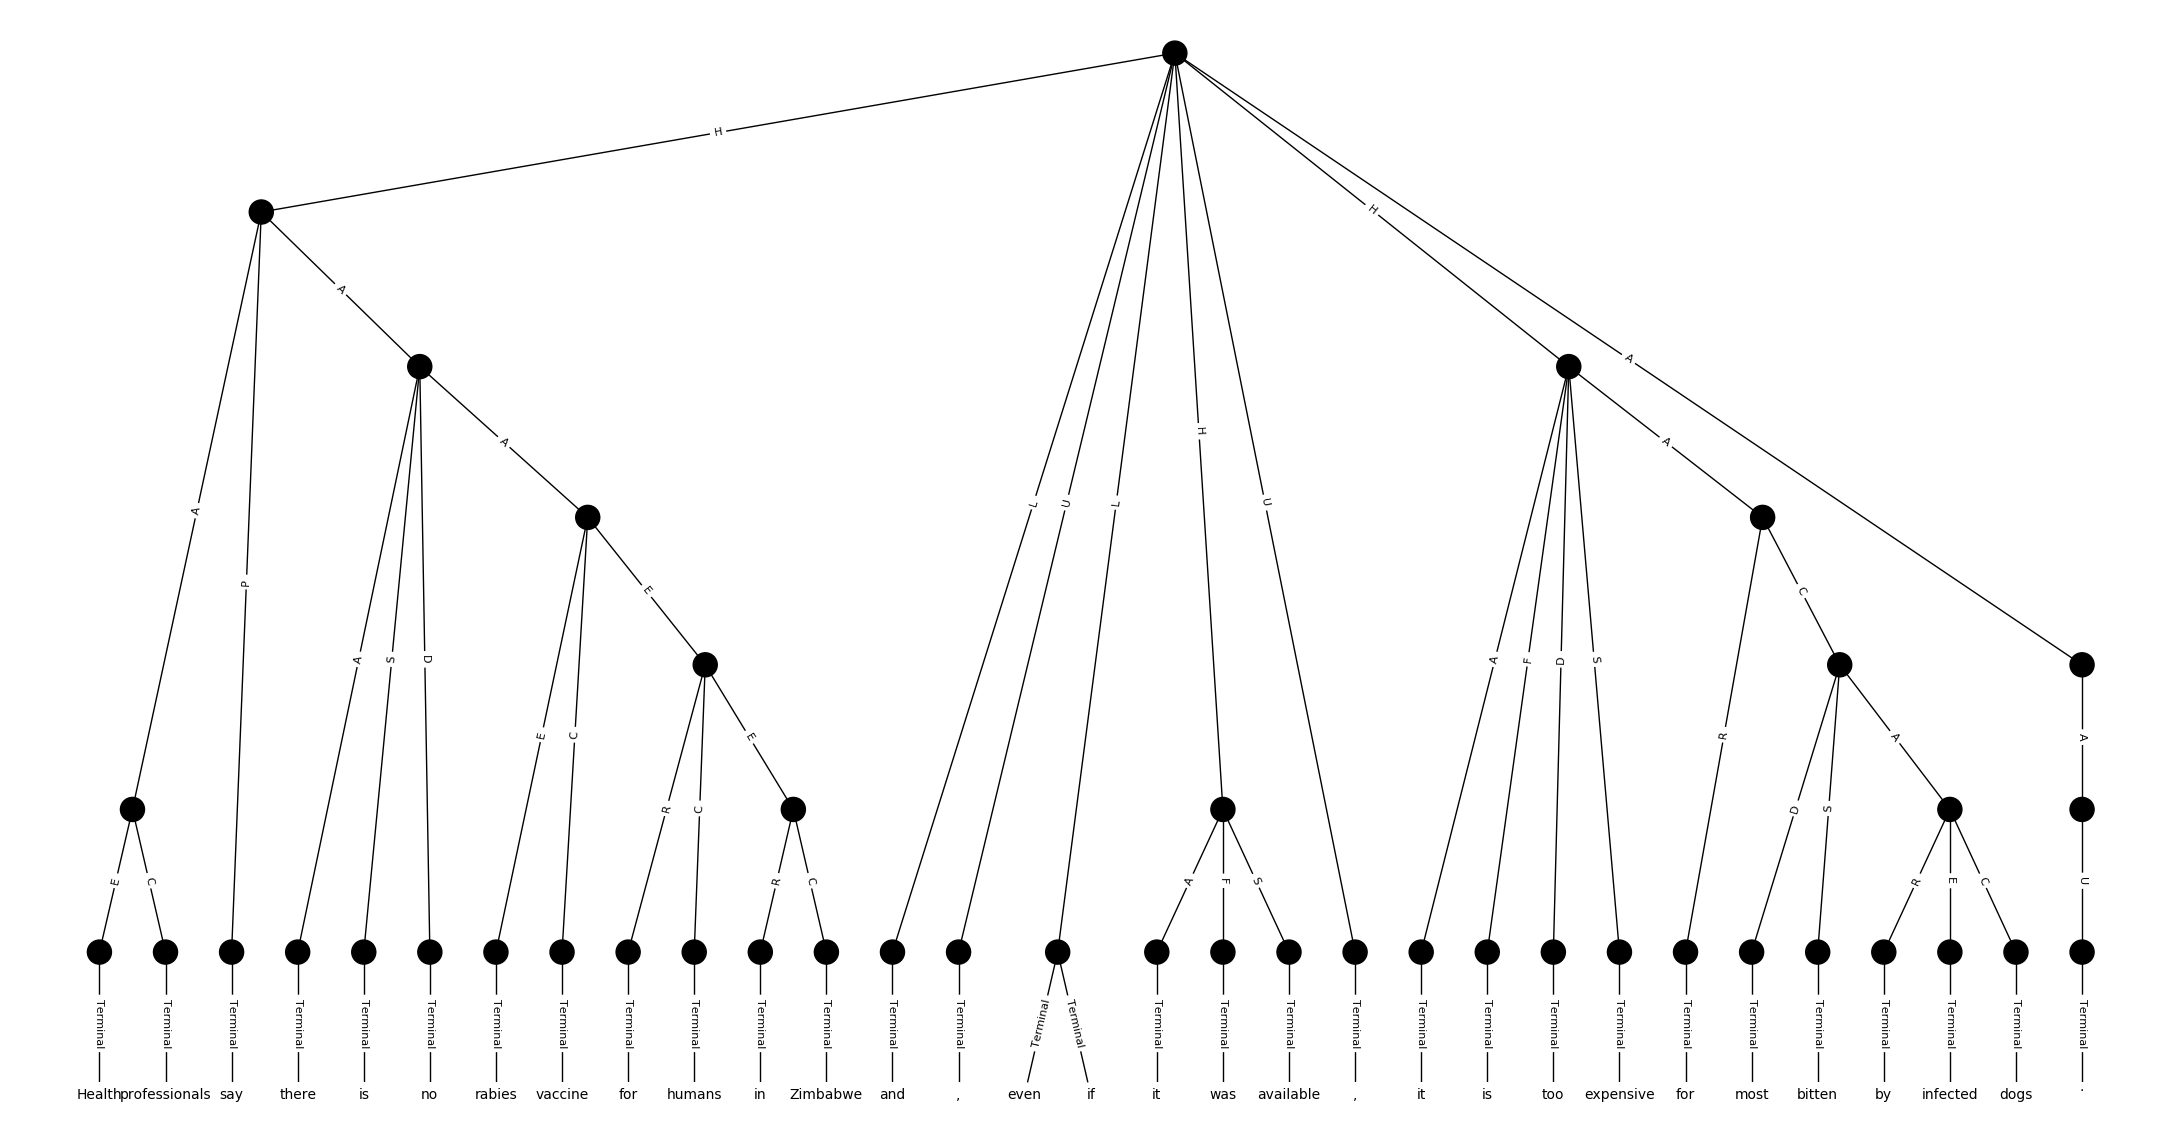 H
A
H
A
A
A
A
L
U
L
H
U
A
P
E
C
A
S
D
A
F
D
S
E
C
E
R
D
S
A
A
R
C
R
E
C
A
F
S
R
E
C
U
E
C
R
C
Terminal Terminal Terminal Terminal Terminal Terminal Terminal Terminal Terminal Terminal Terminal Terminal Terminal Terminal Terminal Terminal Terminal Terminal Terminal Terminal Terminal Terminal Terminal Terminal Terminal Terminal Terminal Terminal Terminal Terminal Terminal
Health professionals say there is no rabies vaccine for humans in Zimbabwe and , even if it was available , it is too expensive for most bitten by infected dogs .